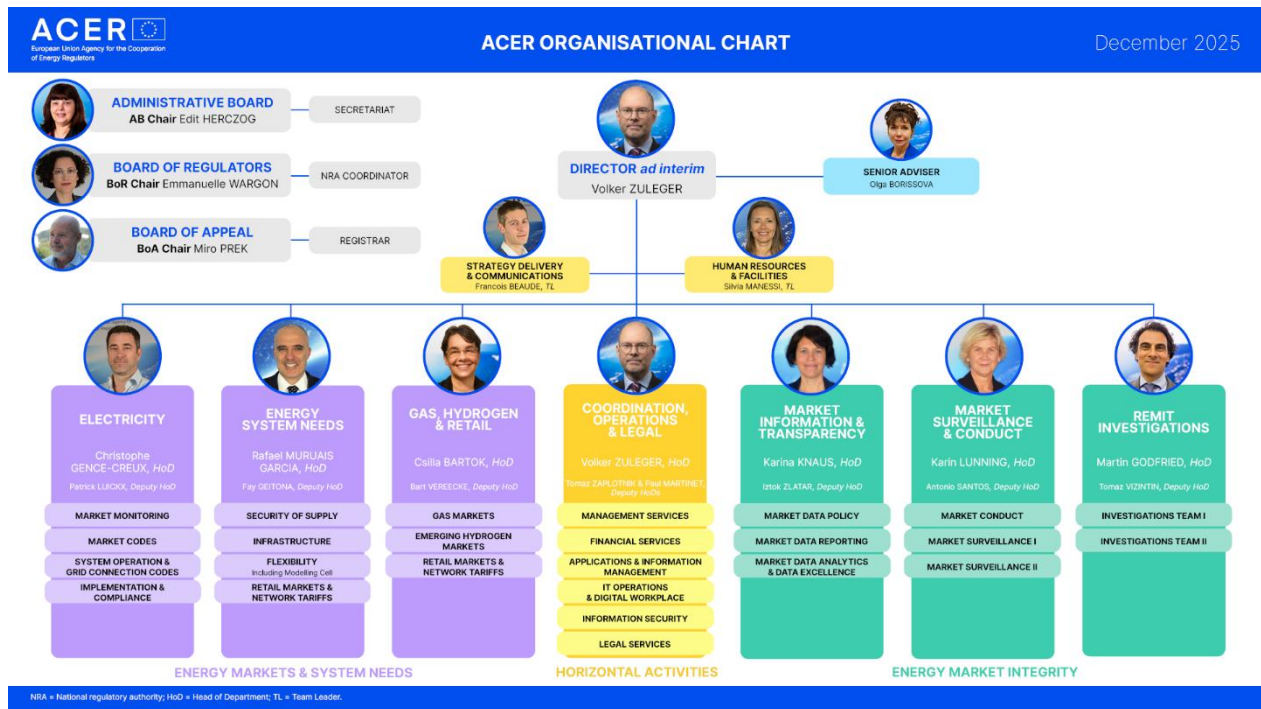 ACER
European Union Agency for the Cooperation
of Energy Regulators
ACER ORGANISATIONAL CHART
December 2025
ADMINISTRATIVE BOARD
AB Chair Edit HERCZOG
SECRETARIAT
BOARD OF REGULATORS
BoR Chair Emmanuelle WARGON
NRA COORDINATOR
BOARD OF APPEAL
BoA Chair Miro PREK
REGISTRAR
DIRECTOR ad interim
Volker ZULEGER
SENIOR ADVISER
Olga BORISSOVA
STRATEGY DELIVERY
& COMMUNICATIONS
Francois BEAUDE, TL
HUMAN RESOURCES
& FACILITIES
Silvia MANESSI, TL
ELECTRICITY
Christophe
GENCE-CREUX, HoD
Patrick LUICKX, Deputy HoD
MARKET MONITORING
MARKET CODES
SYSTEM OPERATION &
GRID CONNECTION CODES
IMPLEMENTATION &
COMPLIANCE
ENERGY
SYSTEM NEEDS
Rafael MURUAIS
GARCIA, HoD
Fay GEITONA, Deputy HoD
SECURITY OF SUPPLY
INFRASTRUCTURE
FLEXIBILITY
Including Modelling Cell
RETAIL MARKETS &
NETWORK TARIFFS
GAS, HYDROGEN
& RETAIL
Csilla BARTOK, HoD
Bart VEREECKE, Deputy HoD
GAS MARKETS
EMERGING HYDROGEN
MARKETS
RETAIL MARKETS &
NETWORK TARIFFS
COORDINATION,
OPERATIONS
& LEGAL
Volker ZULEGER, HoD
Tomaz ZAPLOTNIK & Paul MARTINET,
Deputy HoDs
MANAGEMENT SERVICES
FINANCIAL SERVICES
APPLICATIONS & INFORMATION
MANAGEMENT
IT OPERATIONS
& DIGITAL WORKPLACE
INFORMATION SECURITY
LEGAL SERVICES
MARKET
INFORMATION &
TRANSPARENCY
Karina KNAUS, HoD
Iztok ZLATAR, Deputy HoD
MARKET DATA POLICY
MARKET DATA REPORTING
MARKET DATA ANALYTICS
& DATA EXCELLENCE
MARKET
SURVEILLANCE
& CONDUCT
Karin LUNNING, HoD
Antonio SANTOS, Deputy HoD
MARKET CONDUCT
MARKET SURVEILLANCE I
MARKET SURVEILLANCE II
REMIT
INVESTIGATIONS
Martin GODFRIED, HoD
Tomaz VIZINTIN, Deputy HoD
INVESTIGATIONS TEAM I
INVESTIGATIONS TEAM II
ENERGY MARKETS & SYSTEM NEEDS
HORIZONTAL ACTIVITIES
ENERGY MARKET INTEGRITY
NRA = National regulatory authority; HoD = Head of Department; TL = Team Leader.